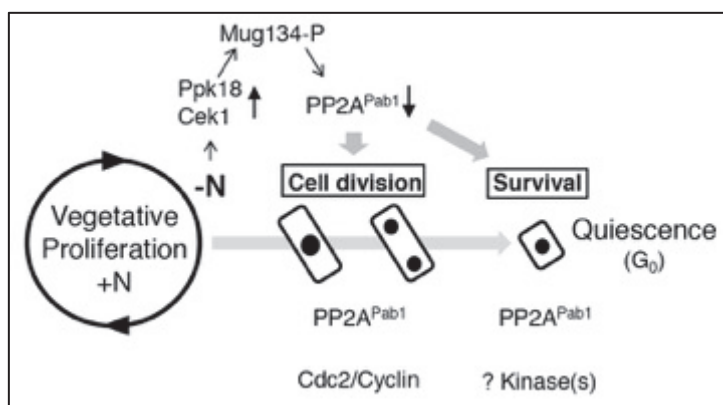 Mug134-P
Ppk18
Cek1
PP2A^Pab1
-N
Cell division
Survival
Vegetative
Proliferation
+N
Quiescence
(G₀)
PP2A^Pab1 PP2A^Pab1
Cdc2/Cyclin ? Kinase(s)